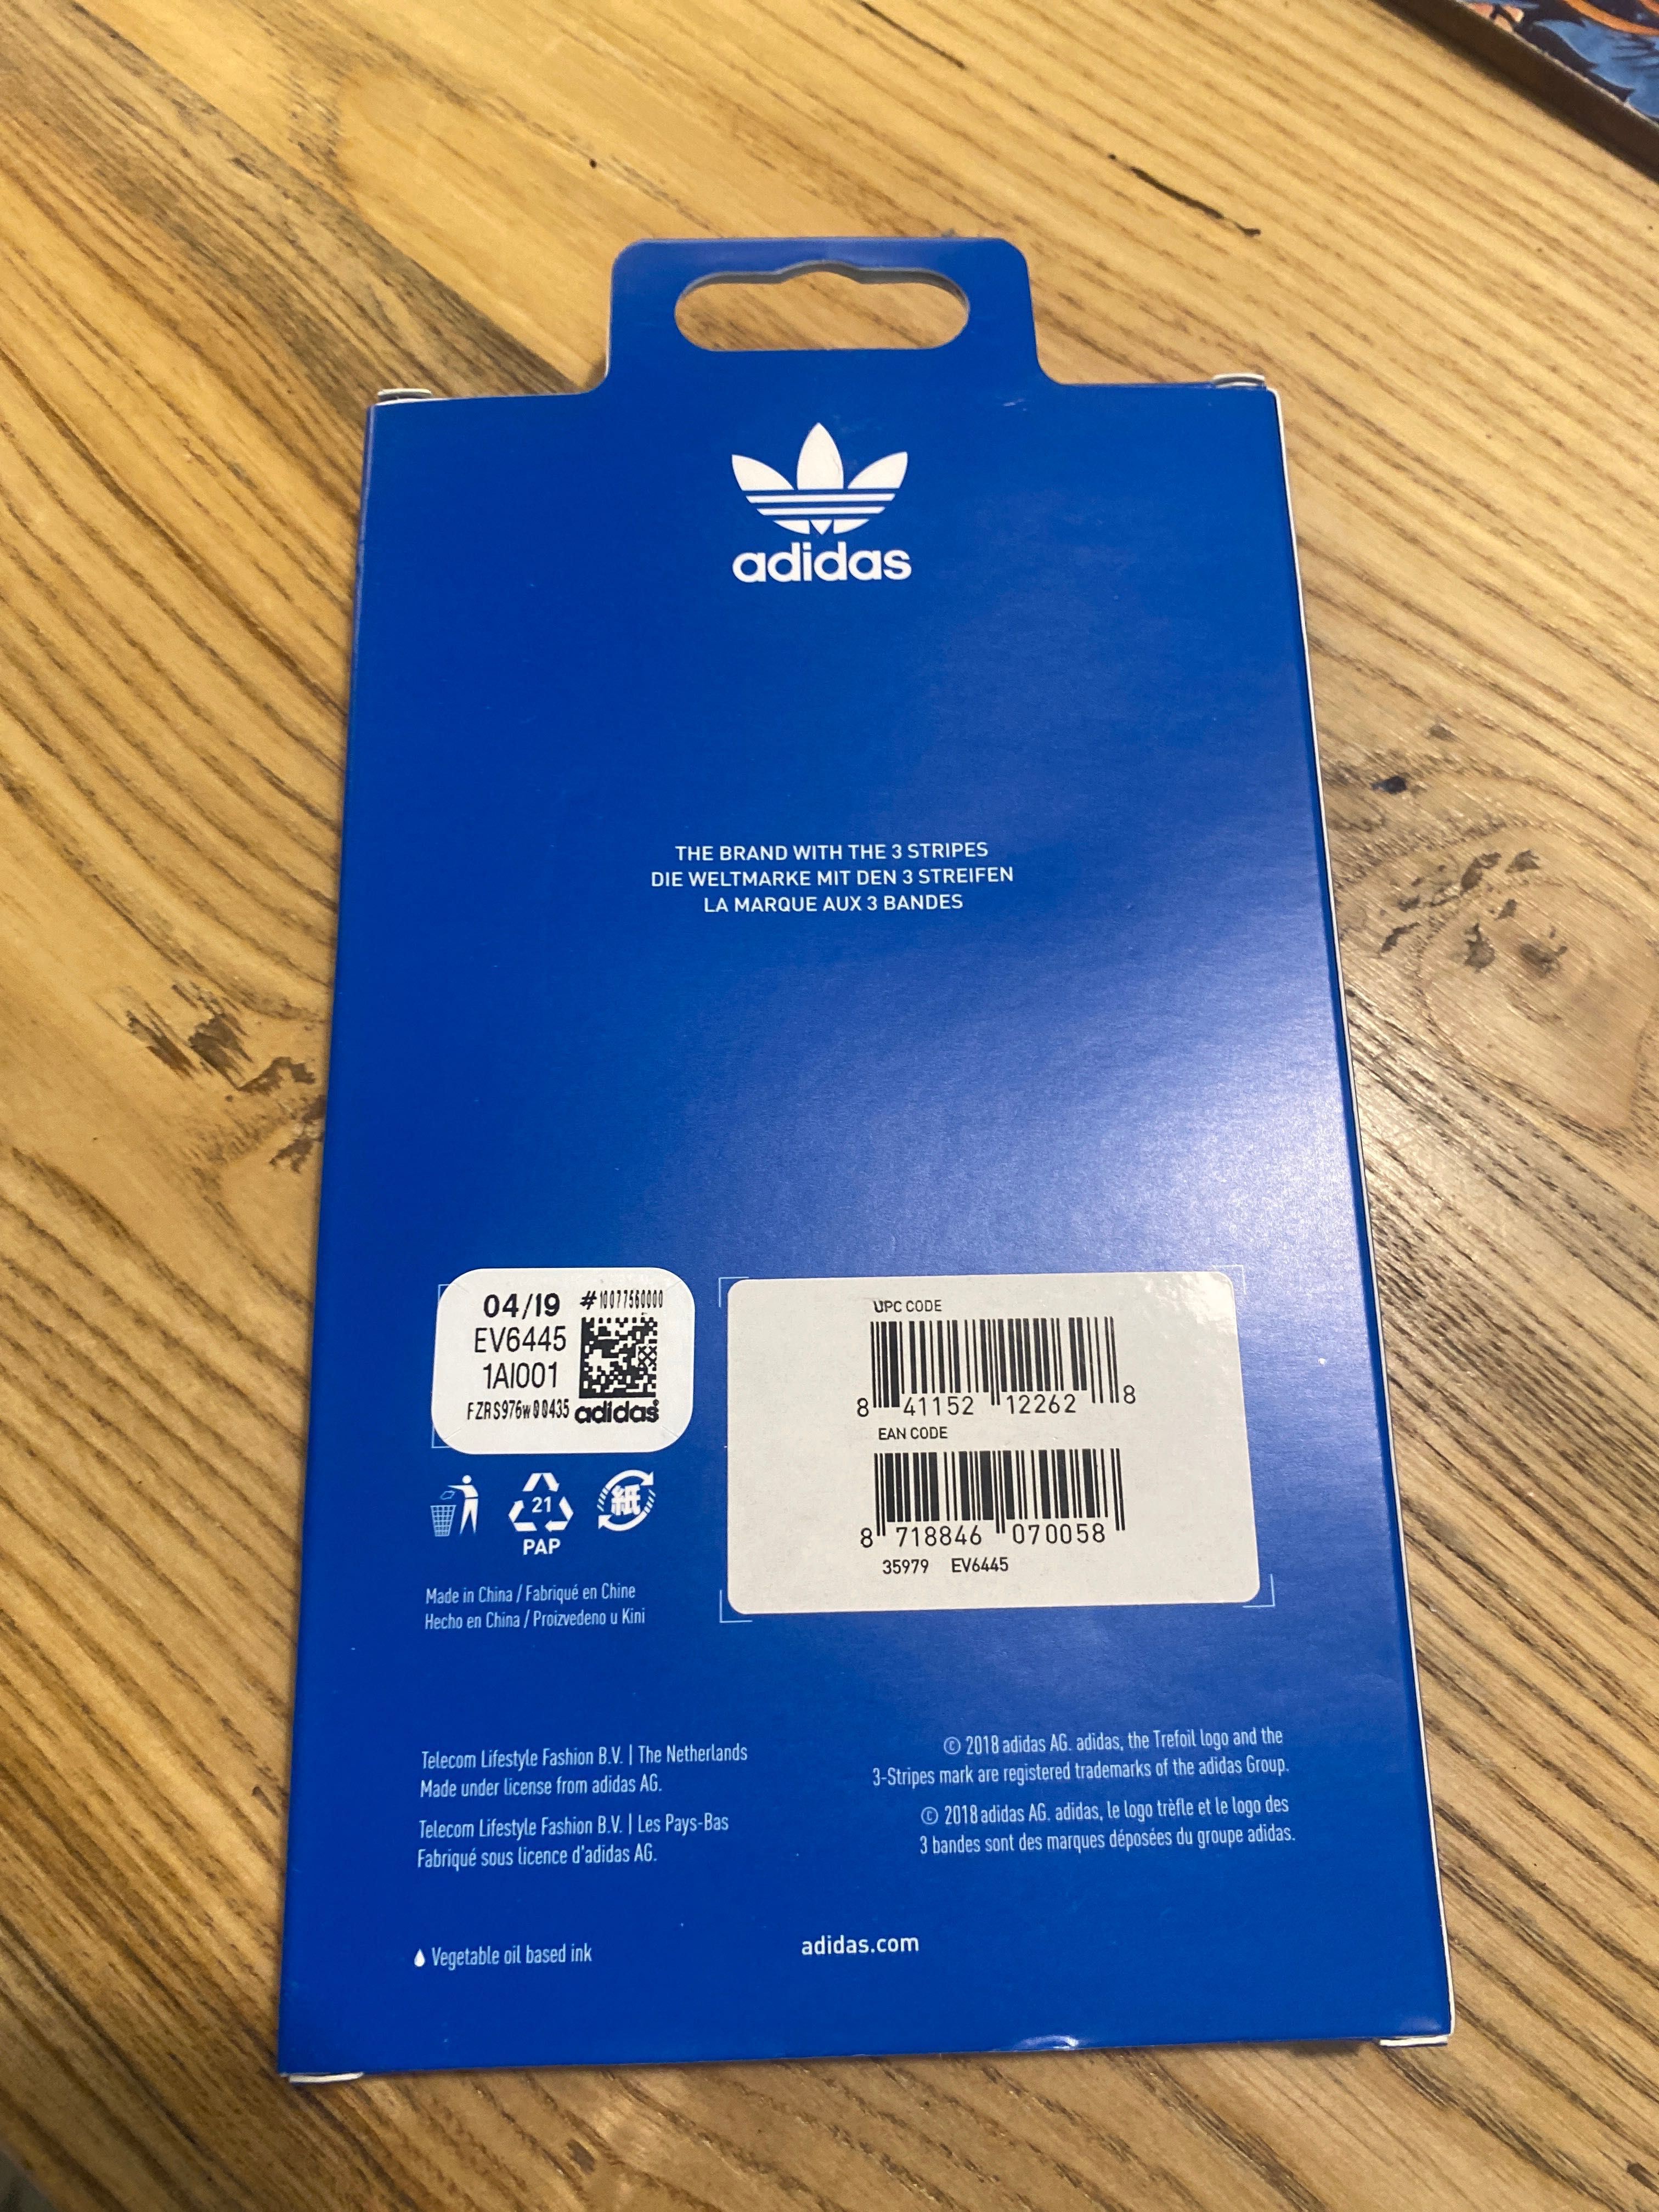 adidas
THE BRAND WITH THE 3 STRIPES
DIE WELTMARKE MIT DEN 3 STREIFEN
LA MARQUE AUX 3 BANDES
04/19 #10077560000
EV6445
1AI001
FZRS976w00435 adidas
UPC CODE
8 41152 12262 8
EAN CODE
8 718846 070058
35979 EV6445
21
PAP
紙
Made in China / Fabriqué en Chine
Hecho en China / Proizvedeno u Kini
Telecom Lifestyle Fashion B.V. | The Netherlands
Made under license from adidas AG.
Telecom Lifestyle Fashion B.V. | Les Pays-Bas
Fabriqué sous licence d'adidas AG.
© 2018 adidas AG. adidas, the Trefoil logo and the
3-Stripes mark are registered trademarks of the adidas Group.
© 2018 adidas AG. adidas, le logo trèfle et le logo des
3 bandes sont des marques déposées du groupe adidas.
Vegetable oil based ink
adidas.com